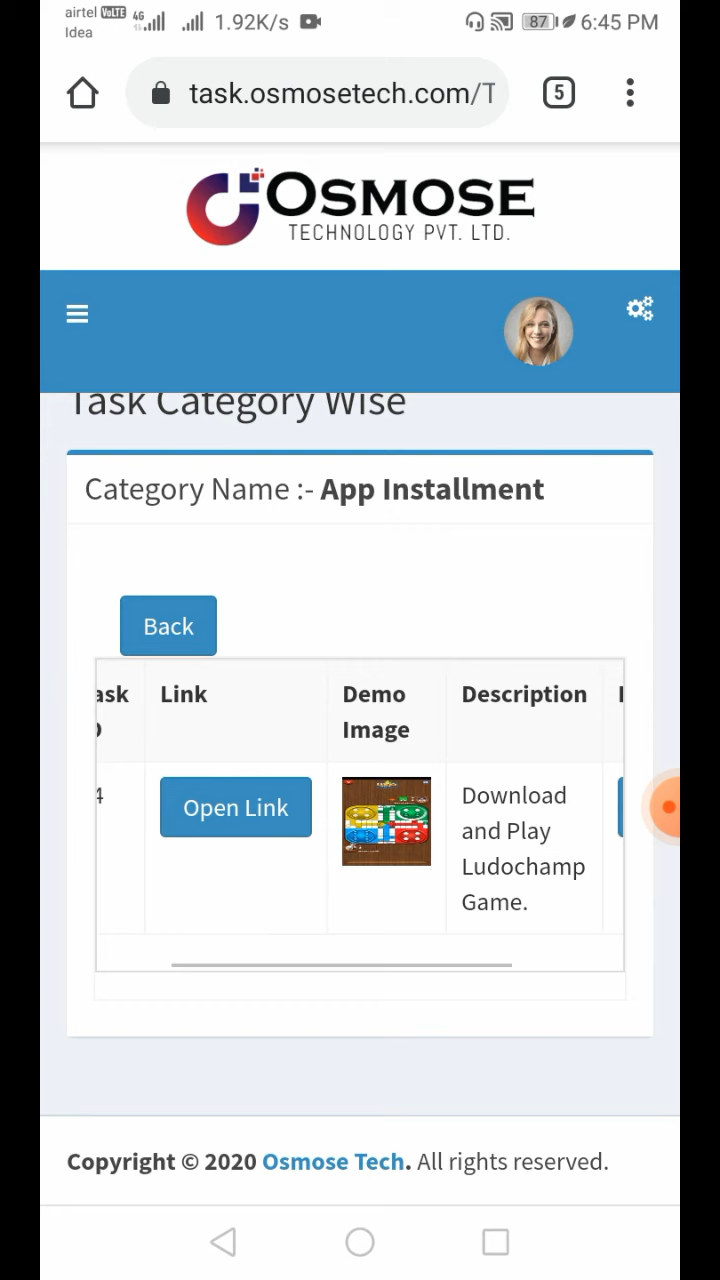 airtel VoLTE 4G 1.92K/s 87 6:45 PM
Idea
task.osmosetech.com/T 5
OSMOSE
TECHNOLOGY PVT. LTD.
Task Category Wise
Category Name :- App Installment
Back
ask Link Demo Description
Image
4 Open Link Download
and Play
Ludochamp
Game.
Copyright © 2020 Osmose Tech. All rights reserved.